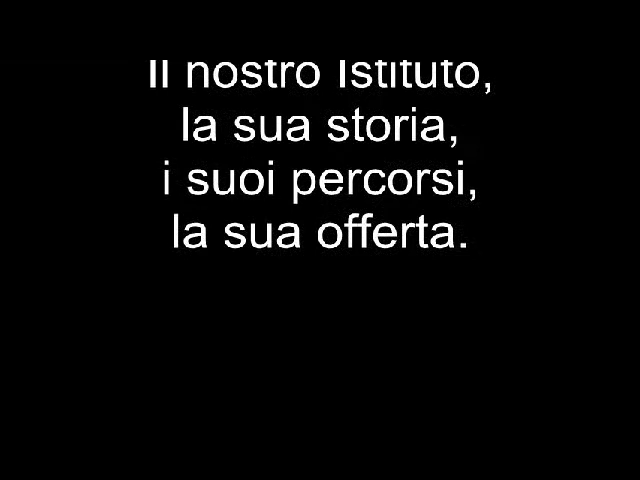 Il nostro Istituto,
la sua storia,
i suoi percorsi,
la sua offerta.